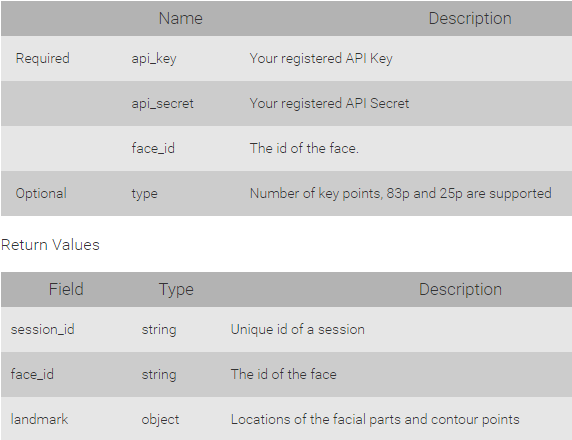 Name Description
Required api_key Your registered API Key
api_secret Your registered API Secret
face_id The id of the face.
Optional type Number of key points, 83p and 25p are supported
Return Values
Field Type Description
session_id string Unique id of a session
face_id string The id of the face
landmark object Locations of the facial parts and contour points